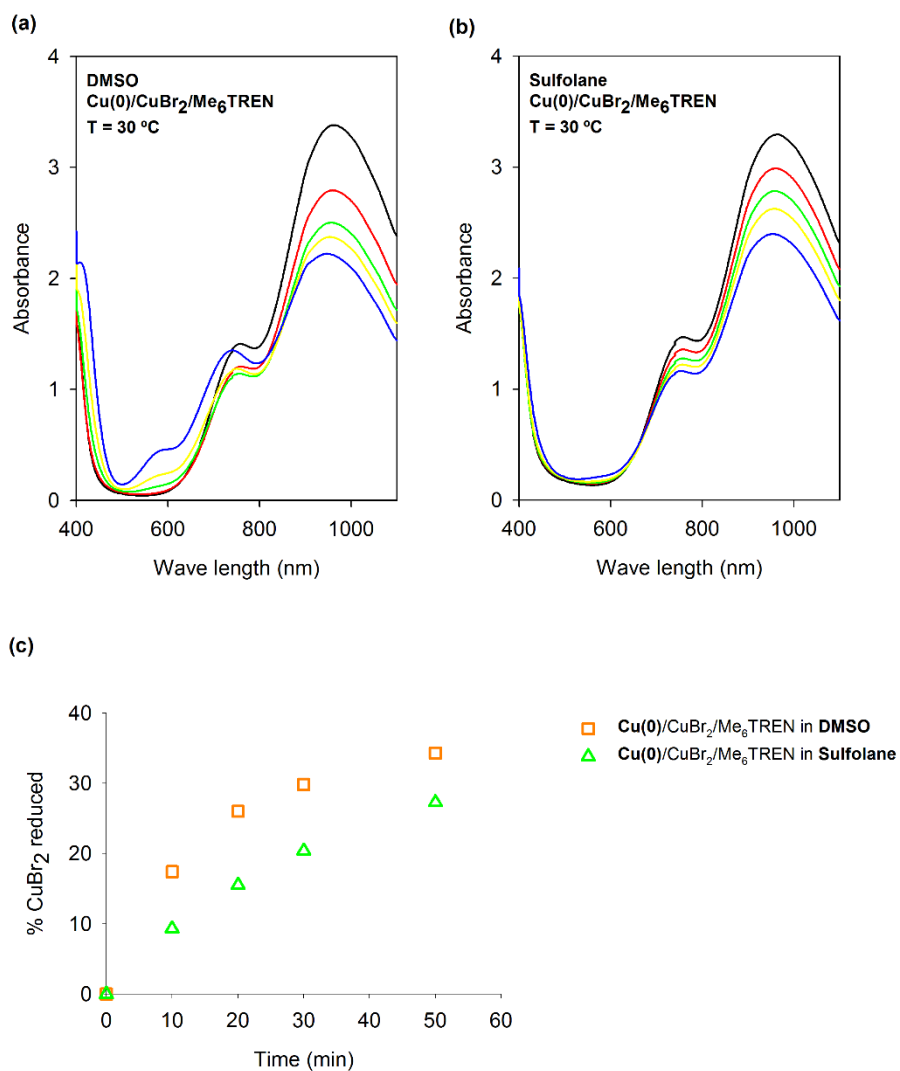 (a)
DMSO
Cu(0)/CuBr2/Me6TREN
T = 30 ºC
Absorbance
4
3
2
1
0
400 600 800 1000
Wave length (nm)
(b)
Sulfolane
Cu(0)/CuBr2/Me6TREN
T = 30 ºC
Absorbance
4
3
2
1
0
400 600 800 1000
Wave length (nm)
(c)
% CuBr2 reduced
40
30
20
10
0
0 10 20 30 40 50 60
Time (min)
Cu(0)/CuBr2/Me6TREN in DMSO
Cu(0)/CuBr2/Me6TREN in Sulfolane